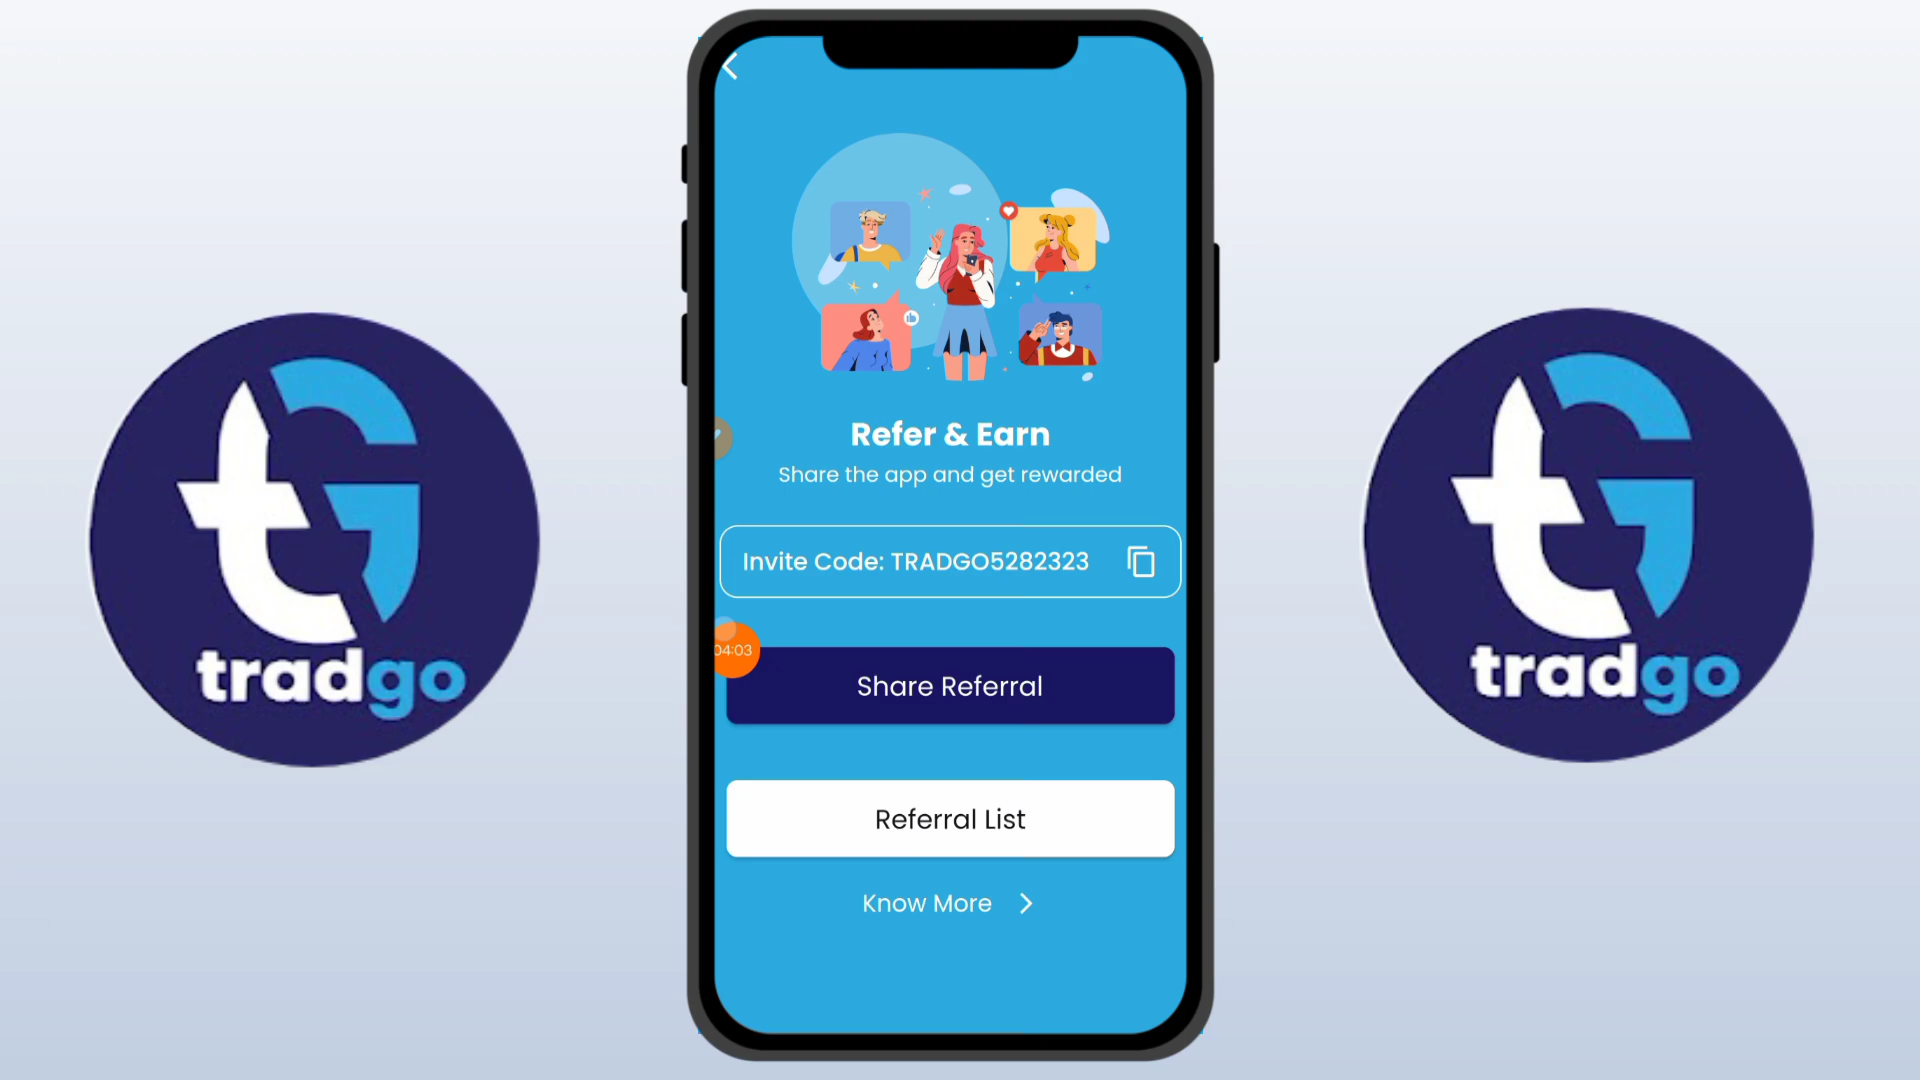 Refer & Earn
Share the app and get rewarded
Invite Code: TRADGO5282323
04:03
Share Referral
Referral List
Know More
tradgo
tradgo